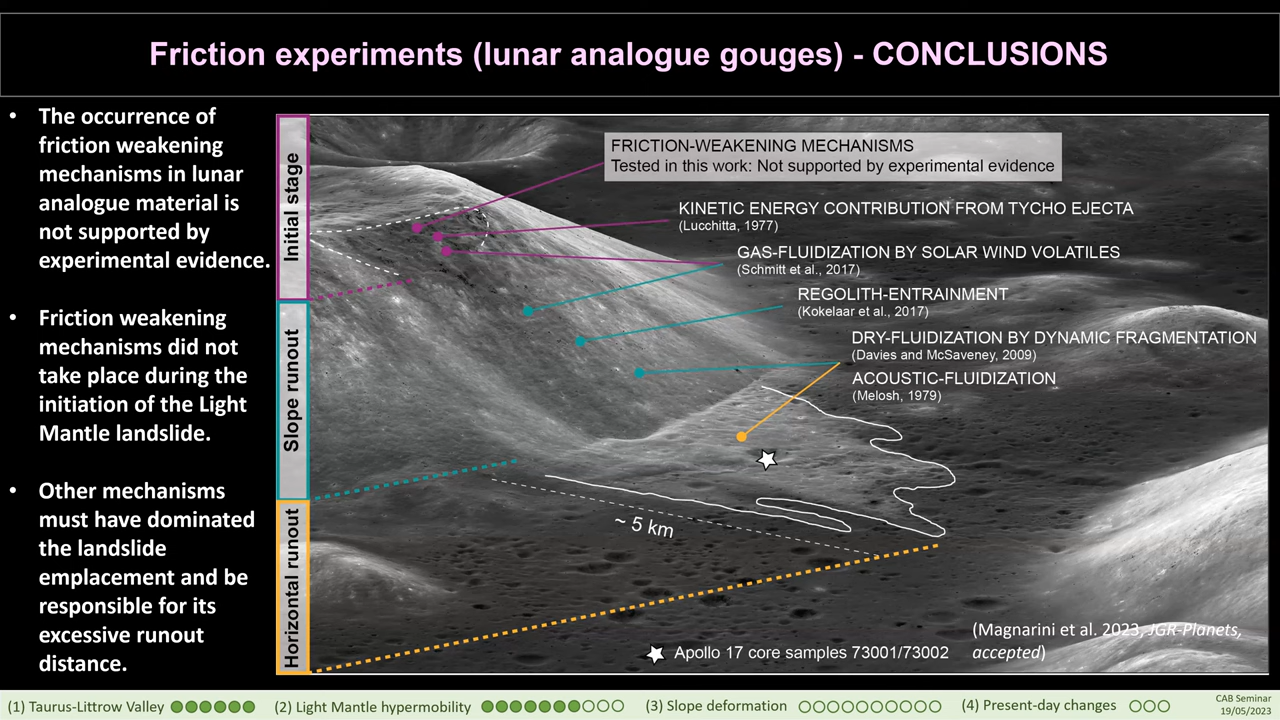 Friction experiments (lunar analogue gouges) - CONCLUSIONS
• The occurrence of
friction weakening
mechanisms in lunar
analogue material is
not supported by
experimental evidence.
• Friction weakening
mechanisms did not
take place during the
initiation of the Light
Mantle landslide.
• Other mechanisms
must have dominated
the landslide
emplacement and be
responsible for its
excessive runout
distance.
Initial stage
Slope runout
Horizontal runout
FRICTION-WEAKENING MECHANISMS
Tested in this work: Not supported by experimental evidence
KINETIC ENERGY CONTRIBUTION FROM TYCHO EJECTA
(Lucchitta, 1977)
GAS-FLUIDIZATION BY SOLAR WIND VOLATILES
(Schmitt et al., 2017)
REGOLITH-ENTRAINMENT
(Kokelaar et al., 2017)
DRY-FLUIDIZATION BY DYNAMIC FRAGMENTATION
(Davies and McSaveney, 2009)
ACOUSTIC-FLUIDIZATION
(Melosh, 1979)
~ 5 km
Apollo 17 core samples 73001/73002
(Magnarini et al. 2023, JGR-Planets,
accepted)
(1) Taurus-Littrow Valley
(2) Light Mantle hypermobility
(3) Slope deformation
(4) Present-day changes
CAB Seminar
19/05/2023